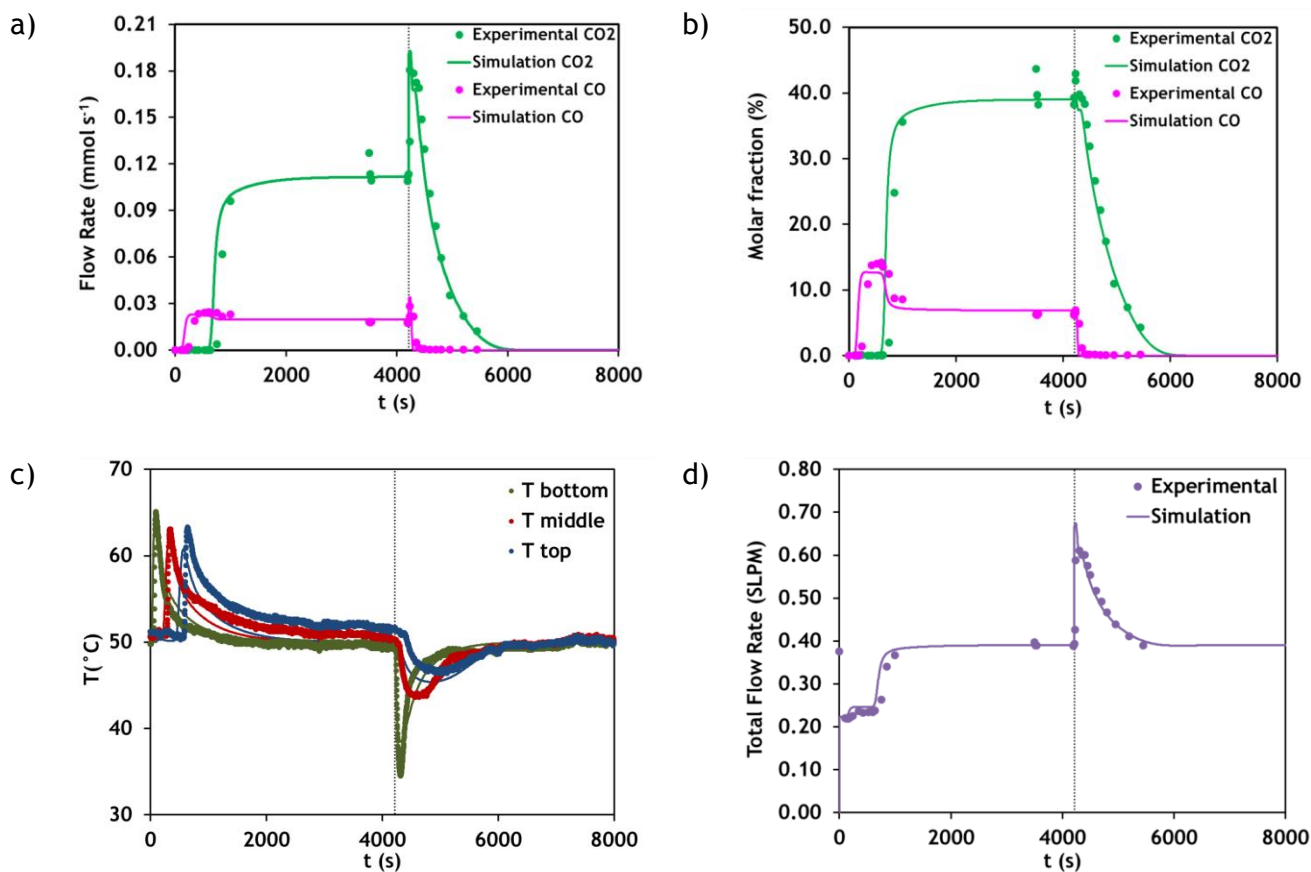 a)
Flow Rate (mmol s⁻¹)
0.21
0.18
0.15
0.12
0.09
0.06
0.03
0.00
Experimental CO2
Simulation CO2
Experimental CO
Simulation CO
0 2000 4000 6000 8000
t (s)
b)
Molar fraction (%)
50.0
40.0
30.0
20.0
10.0
0.0
Experimental CO2
Simulation CO2
Experimental CO
Simulation CO
0 2000 4000 6000 8000
t (s)
c)
T(°C)
70
60
50
40
30
T bottom
T middle
T top
0 2000 4000 6000 8000
t (s)
d)
Total Flow Rate (SLPM)
0.80
0.70
0.60
0.50
0.40
0.30
0.20
0.10
0.00
Experimental
Simulation
0 2000 4000 6000 8000
t (s)